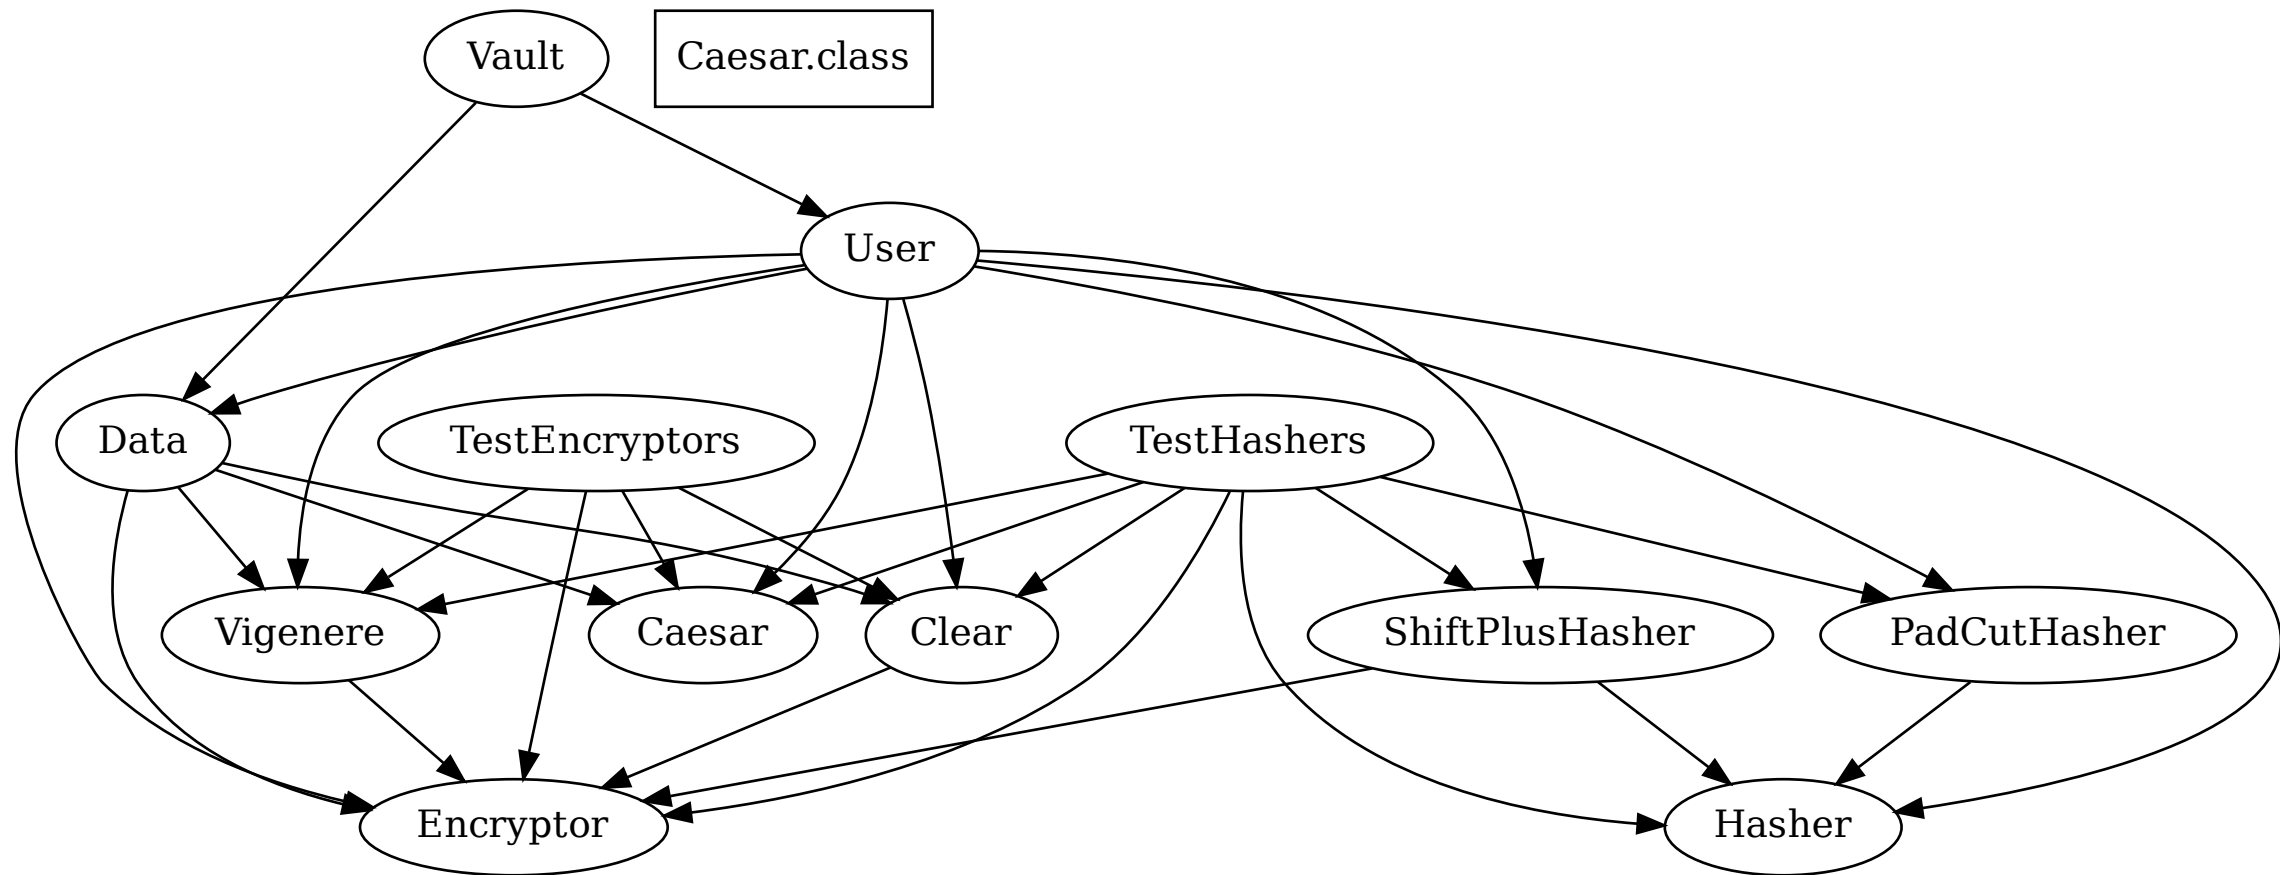 Vault
Caesar.class
User
Data
TestEncryptors
TestHashers
Vigenere
Caesar
Clear
ShiftPlusHasher
PadCutHasher
Encryptor
Hasher